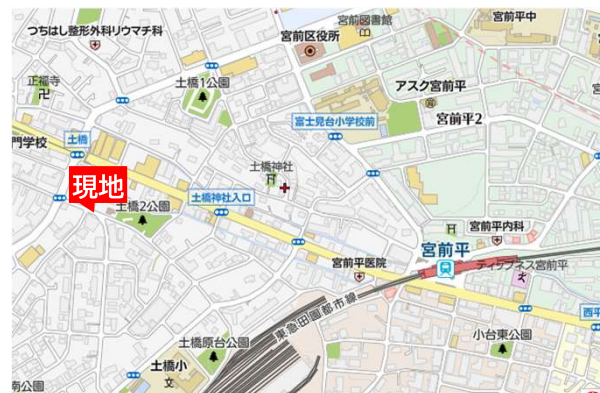 宮前図書館
宮前平中
つちはし整形外科リウマチ科
宮前区役所
土橋1公園
正福寺
アスク宮前平
宮前平2
富士見台小学校前
門学校
土橋
土橋神社
現地
土橋2公園
土橋神社入口
宮前平内科
宮前平
宮前平医院
ティップネス宮前平
東急田園都市線
西平
小台東公園
土橋原台公園
土橋小
南公園